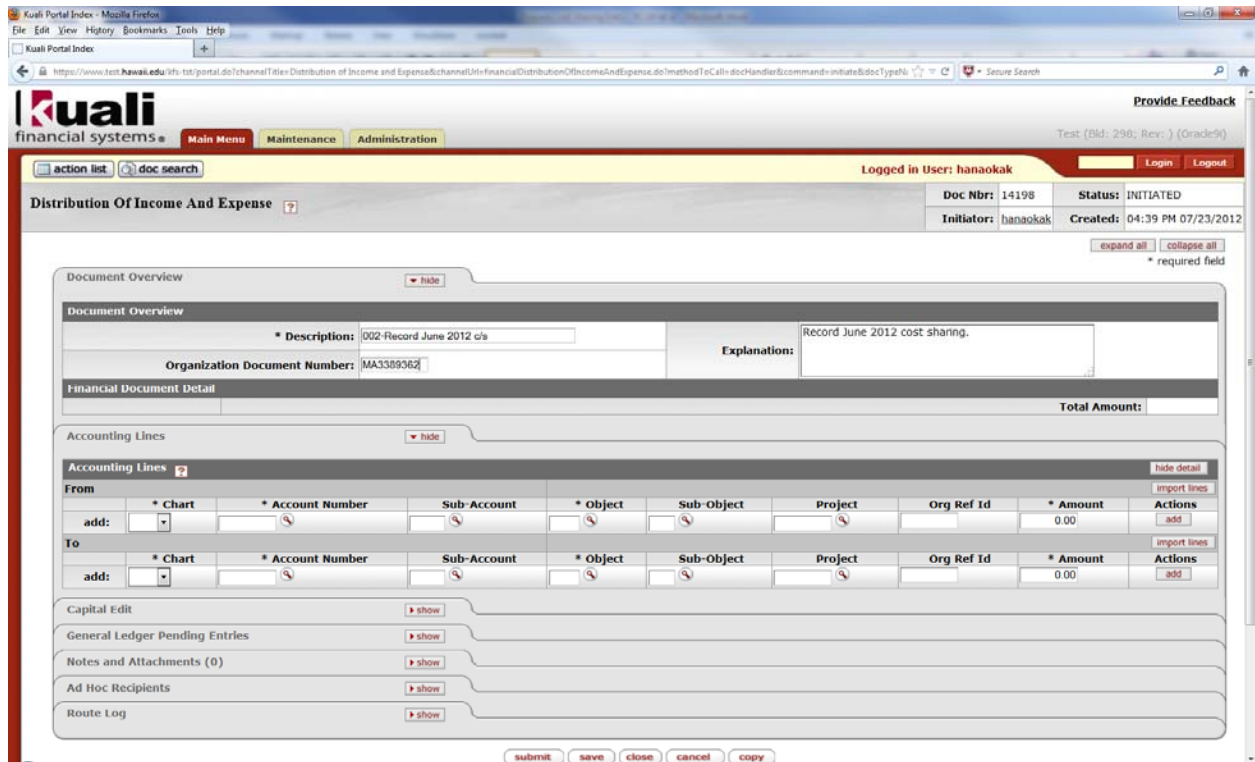 Kuali Portal Index - Mozilla Firefox
File Edit View History Bookmarks Tools Help
Kuali Portal Index +
Secure Search
kuali
financial systems
Main Menu Maintenance Administration
Provide Feedback
Test (Bld: 298; Rev: ) (Oracle9i)
action list doc search
Logged in User: hanaokak
Login Logout
Distribution Of Income And Expense ?
Doc Nbr: 14198 Status: INITIATED
Initiator: hanaokak Created: 04:39 PM 07/23/2012
expand all collapse all
* required field
Document Overview hide
Document Overview
* Description: 002-Record June 2012 c/s
Explanation: Record June 2012 cost sharing.
Organization Document Number: MA3389362
Financial Document Detail
Total Amount:
Accounting Lines hide
Accounting Lines ? hide detail
From import lines
* Chart * Account Number Sub-Account * Object Sub-Object Project Org Ref Id * Amount Actions
add: 0.00 add
To import lines
* Chart * Account Number Sub-Account * Object Sub-Object Project Org Ref Id * Amount Actions
add: 0.00 add
Capital Edit show
General Ledger Pending Entries show
Notes and Attachments (0) show
Ad Hoc Recipients show
Route Log show
submit save close cancel copy